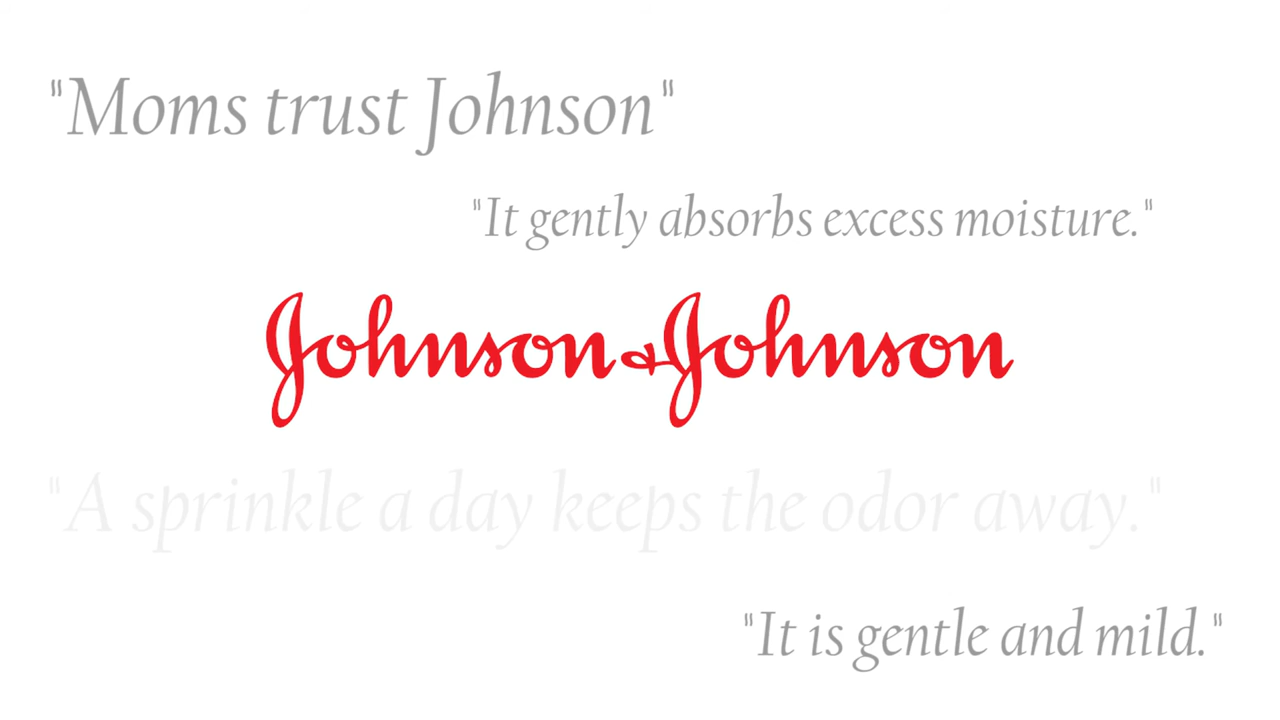 "Moms trust Johnson"
"It gently absorbs excess moisture."
Johnson & Johnson
"A sprinkle a day keeps the odor away."
"It is gentle and mild."